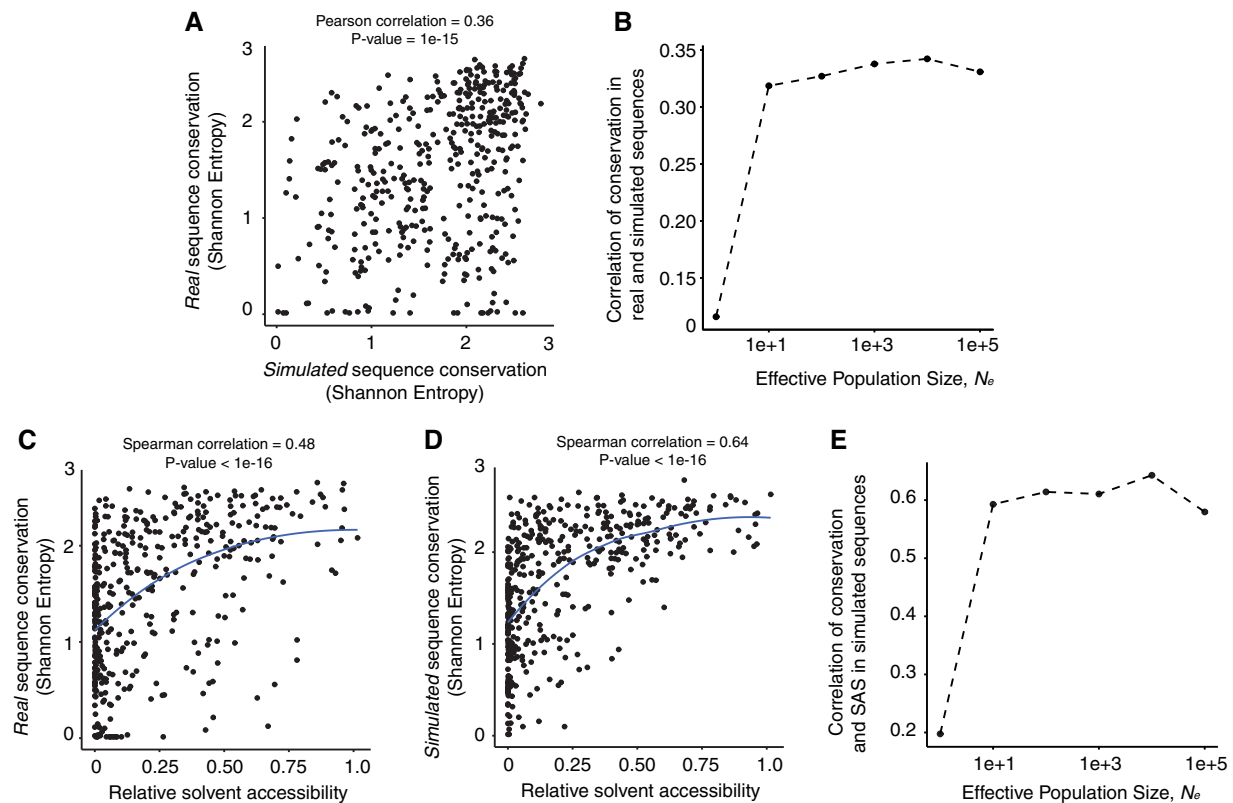 A
Pearson correlation = 0.36
P-value = 1e-15
3
2
1
0
Real sequence conservation
(Shannon Entropy)
0 1 2 3
Simulated sequence conservation
(Shannon Entropy)
B
0.35
0.30
0.25
0.20
0.15
0
Correlation of conservation in
real and simulated sequences
1e+1 1e+3 1e+5
Effective Population Size, Ne
C
Spearman correlation = 0.48
P-value < 1e-16
3
2
1
0
Real sequence conservation
(Shannon Entropy)
0 0.25 0.50 0.75 1.0
Relative solvent accessibility
D
Spearman correlation = 0.64
P-value < 1e-16
3
2
1
0
Simulated sequence conservation
(Shannon Entropy)
0 0.25 0.50 0.75 1.0
Relative solvent accessibility
E
0.6
0.5
0.4
0.3
0.2
Correlation of conservation
and SAS in simulated sequences
1e+1 1e+3 1e+5
Effective Population Size, Ne